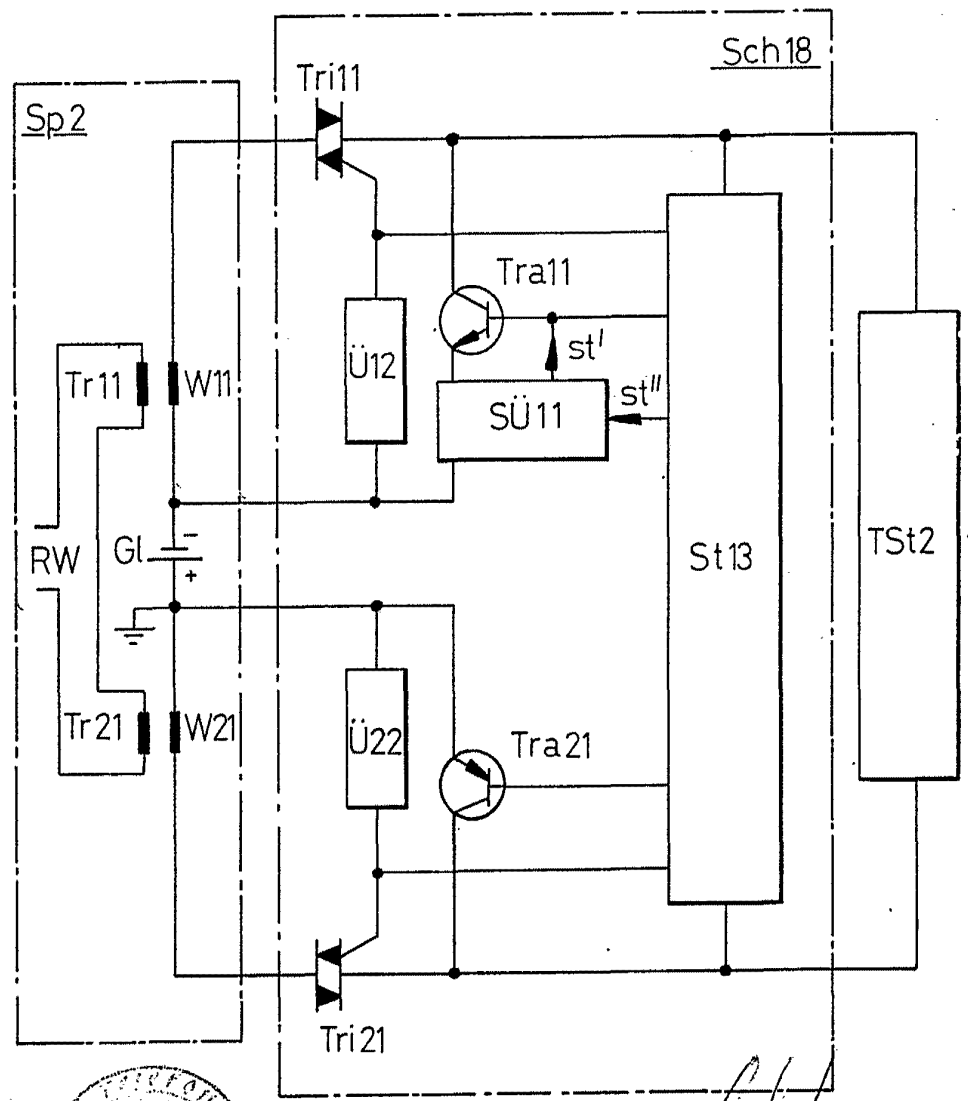 Sch18
Tri11
Sp2
Tra11
st'
Ü12
st"
Tr11
W11
SÜ11
RW
Gl
-
+
St13
TSt2
Tr21
W21
Ü22
Tra21
Tri21